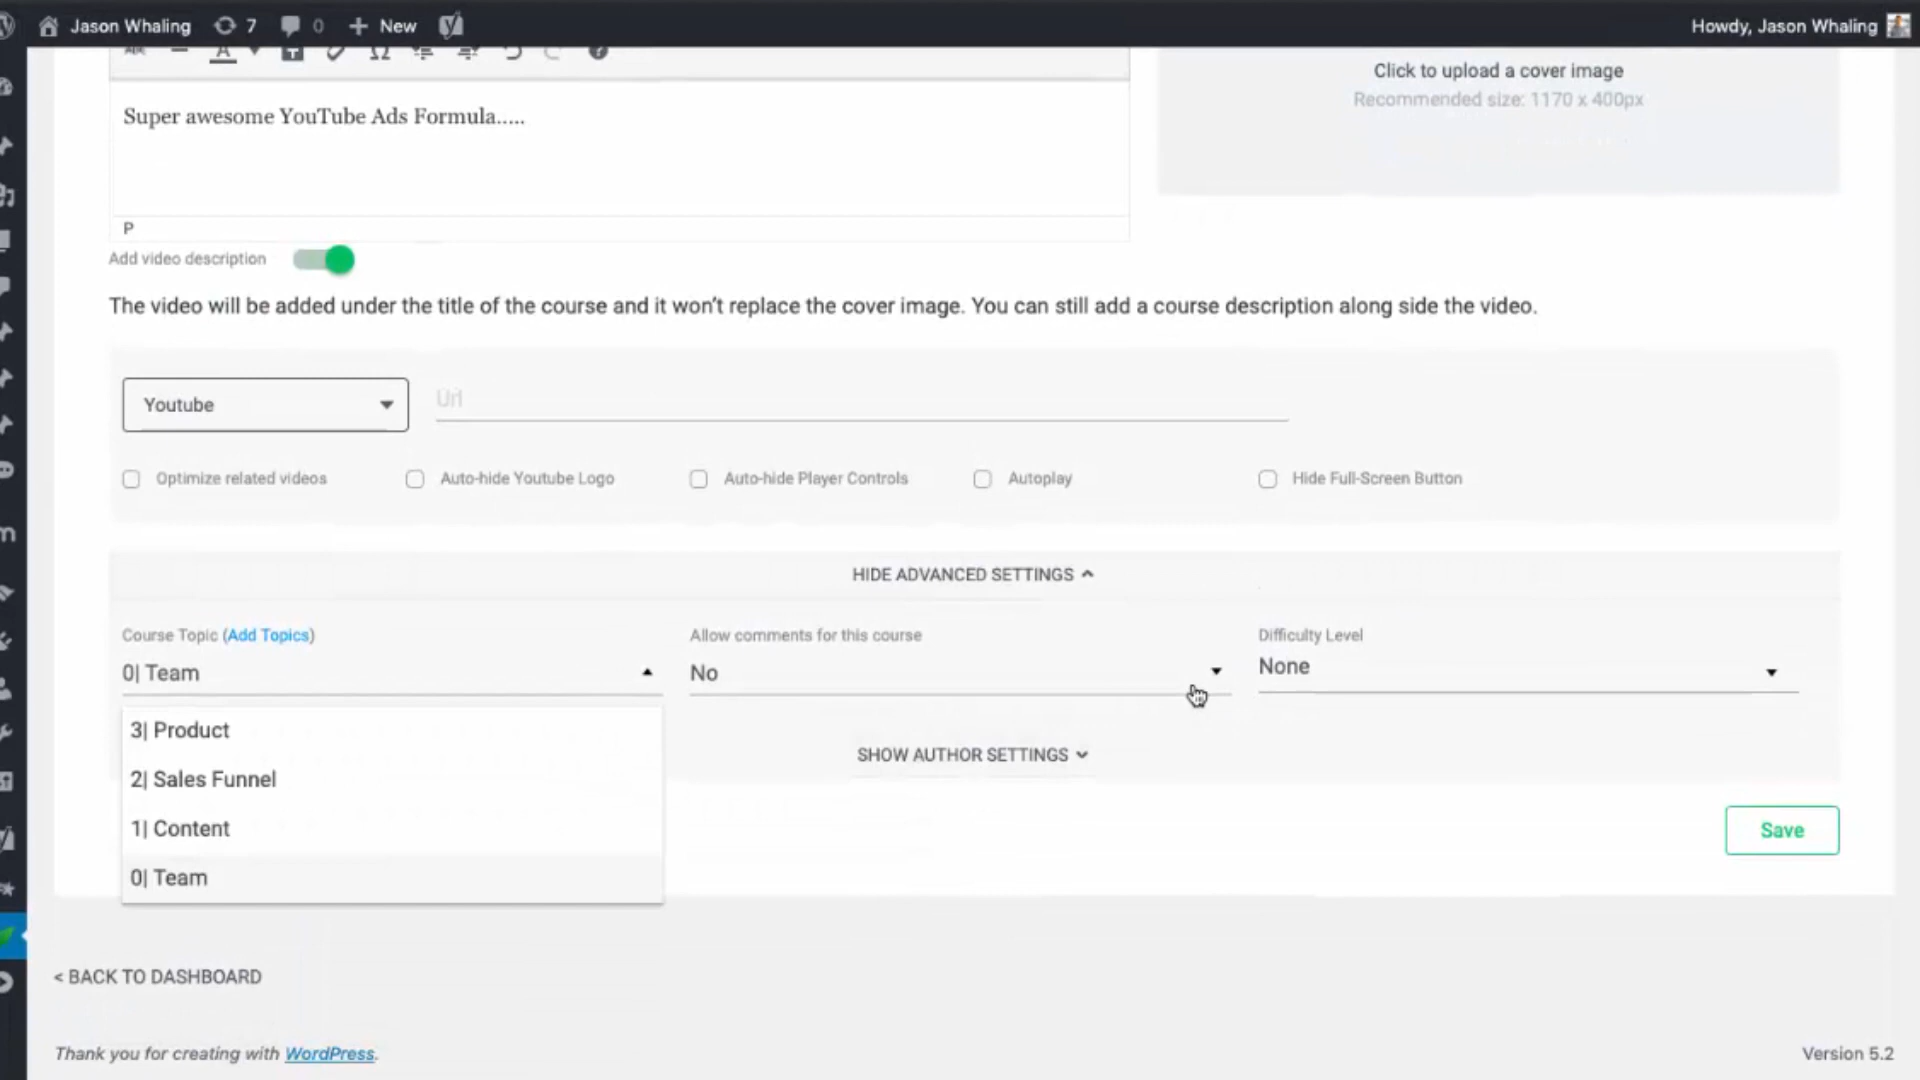 Jason Whaling 7 0 + New
Howdy, Jason Whaling
Click to upload a cover image
Recommended size: 1170 x 400px
Super awesome YouTube Ads Formula.....
P
Add video description
The video will be added under the title of the course and it won't replace the cover image. You can still add a course description along side the video.
Youtube
Url
Optimize related videos
Auto-hide Youtube Logo
Auto-hide Player Controls
Autoplay
Hide Full-Screen Button
HIDE ADVANCED SETTINGS
Course Topic (Add Topics)
0| Team
Allow comments for this course
No
Difficulty Level
None
3| Product
2| Sales Funnel
1| Content
0| Team
SHOW AUTHOR SETTINGS
Save
< BACK TO DASHBOARD
Thank you for creating with WordPress.
Version 5.2